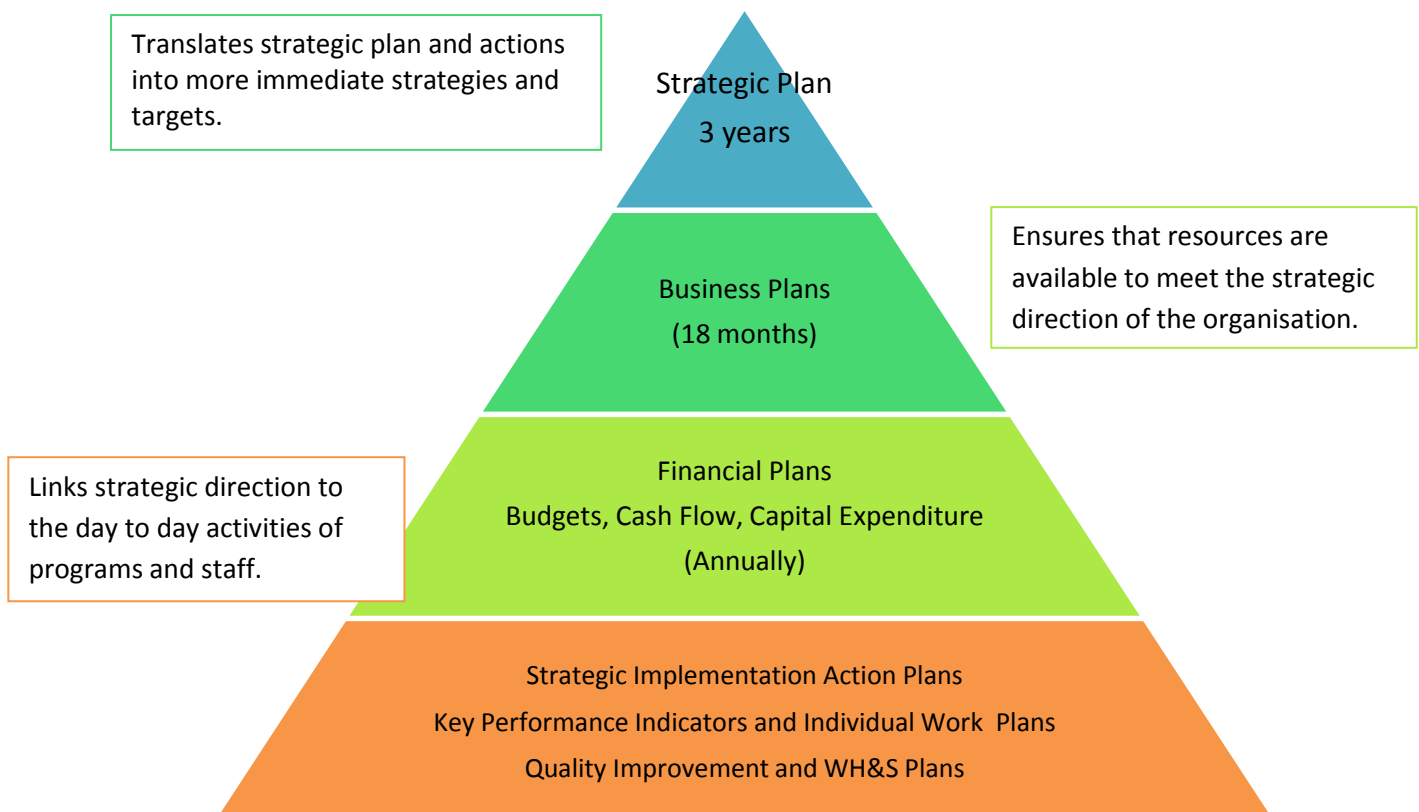 Translates strategic plan and actions
into more immediate strategies and
targets.
Strategic Plan
3 years
Ensures that resources are
available to meet the strategic
direction of the organisation.
Business Plans
(18 months)
Links strategic direction to
the day to day activities of
programs and staff.
Financial Plans
Budgets, Cash Flow, Capital Expenditure
(Annually)
Strategic Implementation Action Plans
Key Performance Indicators and Individual Work  Plans
Quality Improvement and WH&S Plans